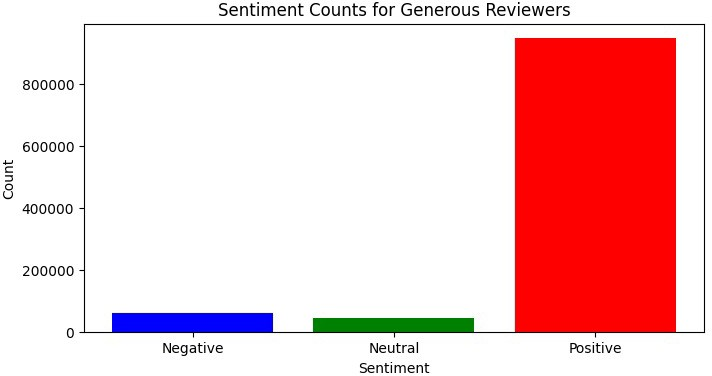 Sentiment Counts for Generous Reviewers
800000
600000
400000
200000
0
Count
Negative Neutral Positive
Sentiment